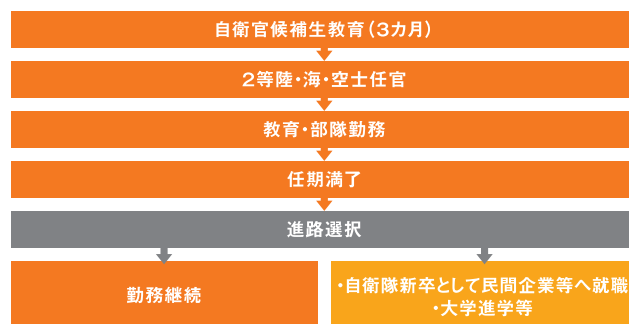 自衛官候補生教育（3カ月）
2等陸・海・空士任官
教育・部隊勤務
任期満了
進路選択
勤務継続
・自衛隊新卒として民間企業等へ就職
・大学進学等